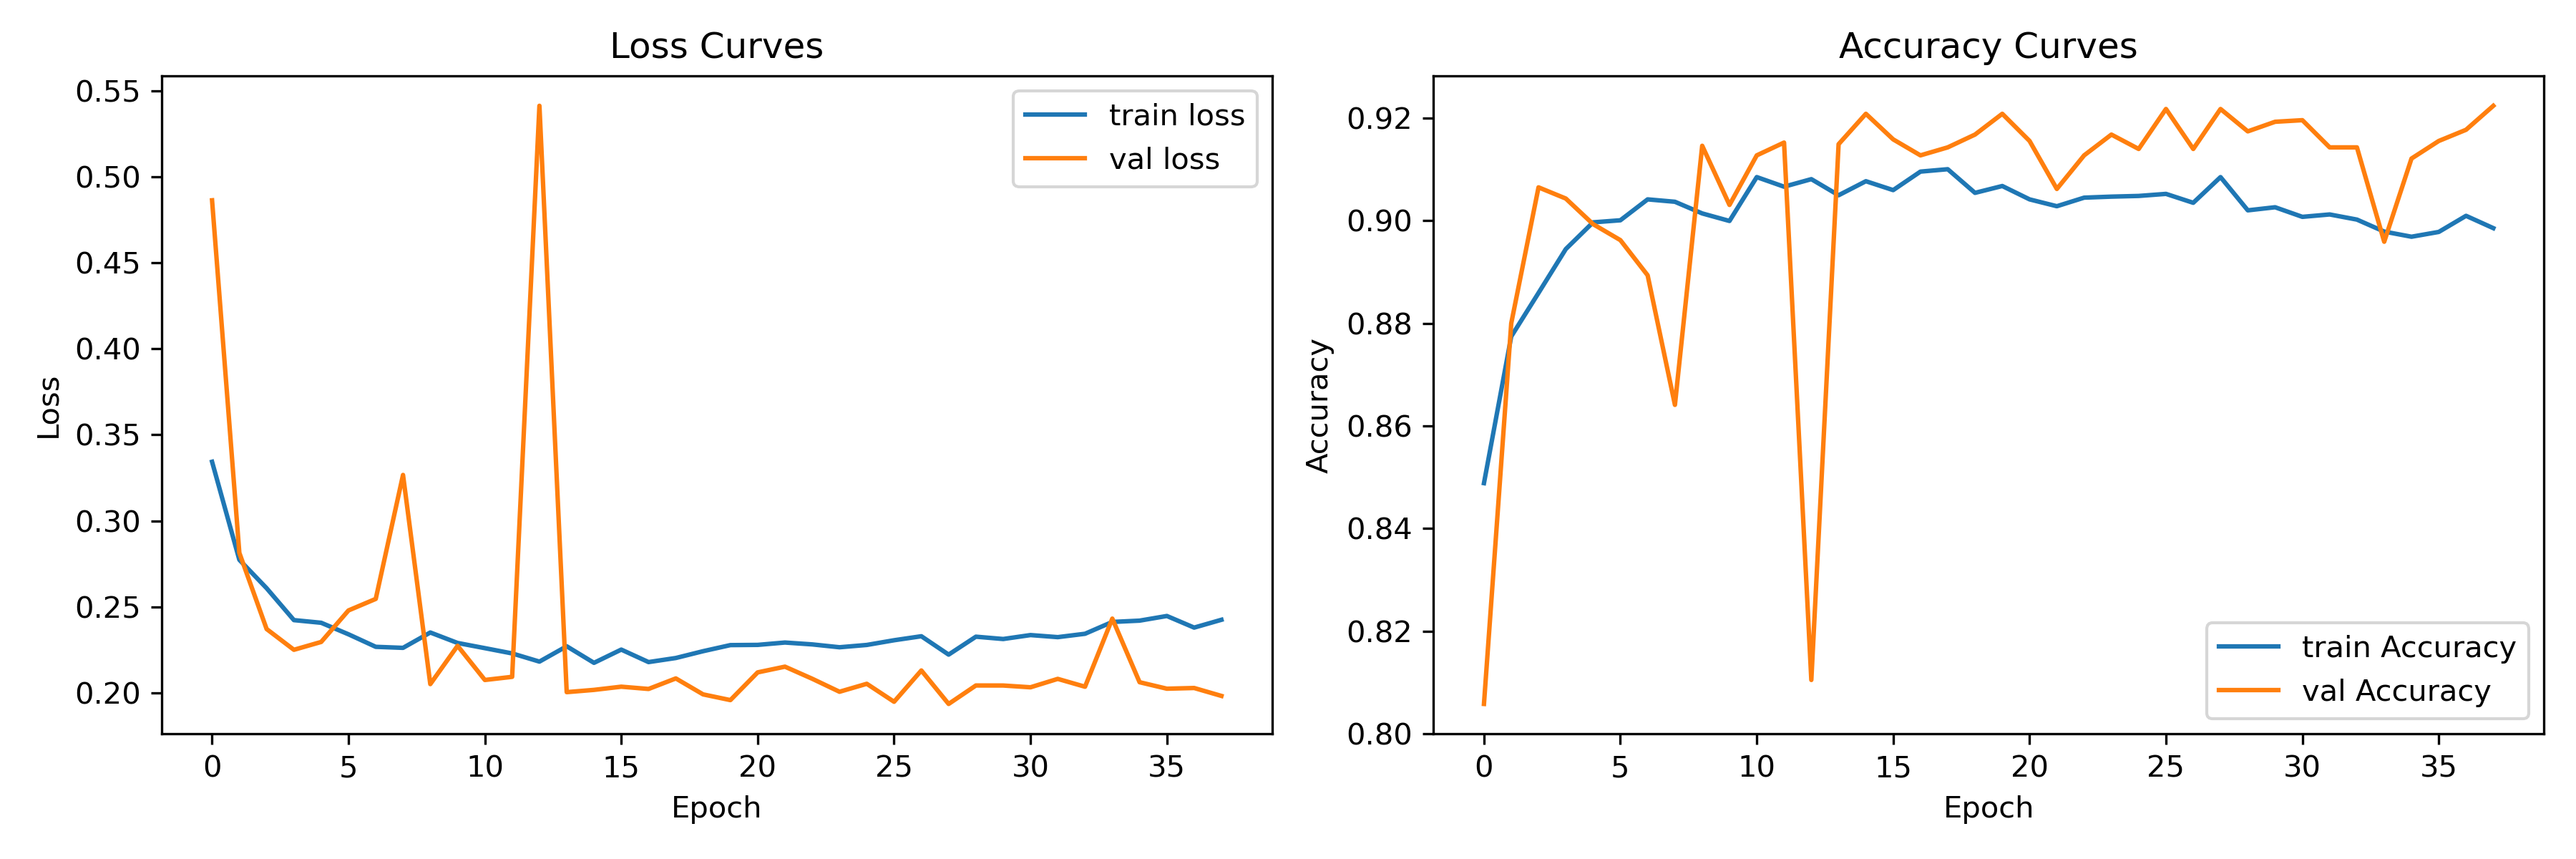 Loss Curves
0.55
0.50
0.45
0.40
0.35
0.30
0.25
0.20
Loss
0 5 10 15 20 25 30 35
Epoch
train loss
val loss
Accuracy Curves
0.92
0.90
0.88
0.86
0.84
0.82
0.80
Accuracy
0 5 10 15 20 25 30 35
Epoch
train Accuracy
val Accuracy